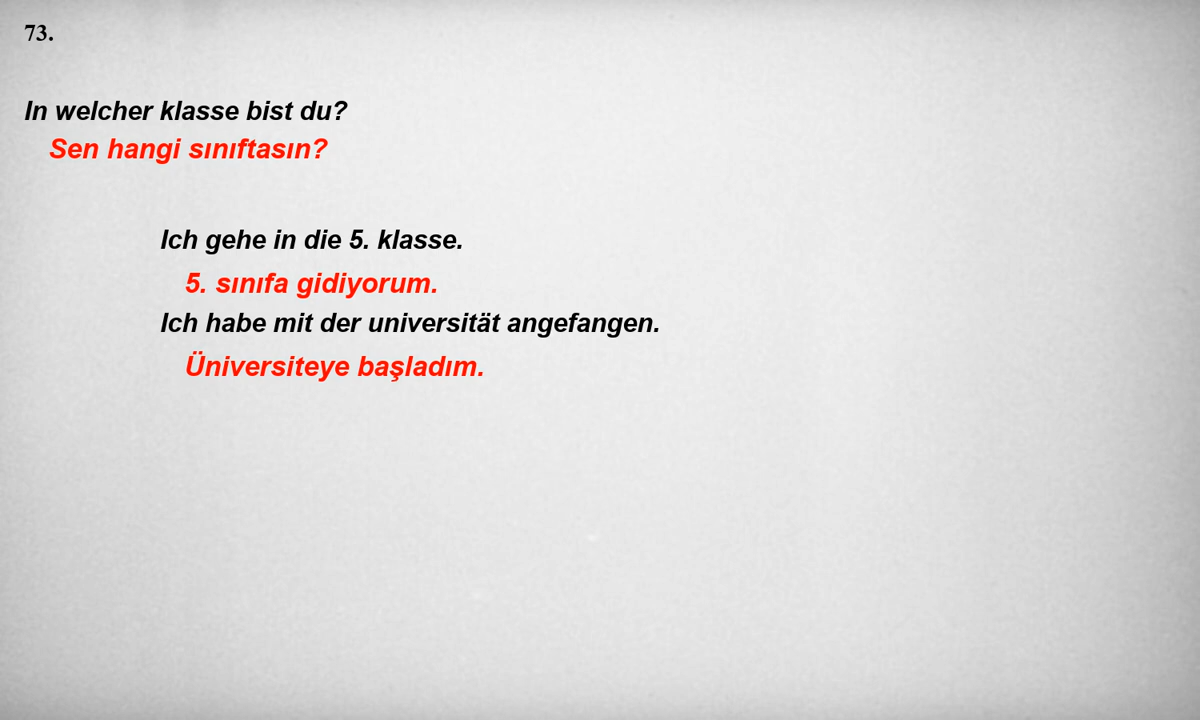 73.
In welcher klasse bist du?
Sen hangi sınıftasın?
Ich gehe in die 5. klasse.
5. sınıfa gidiyorum.
Ich habe mit der universität angefangen.
Üniversiteye başladım.